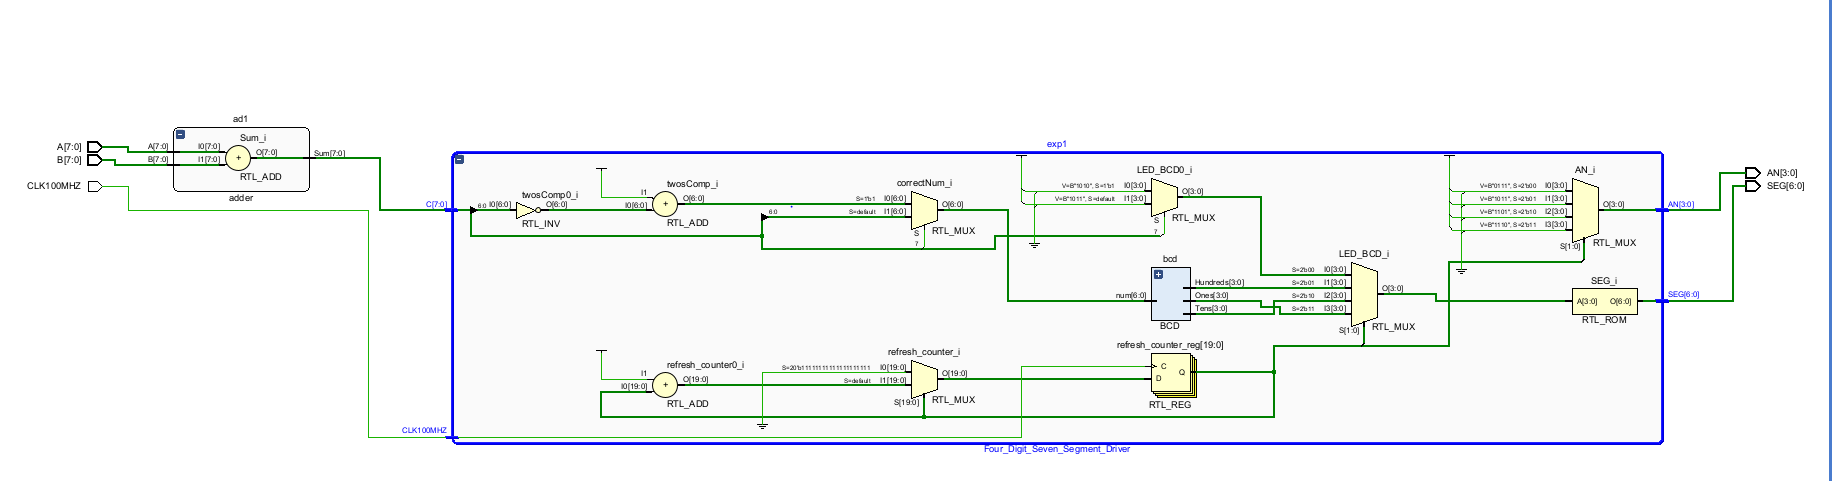 ad1
Sum_i
A[7:0]
B[7:0]
A[7:0]
B[7:0]
I0[7:0]
I1[7:0]
+
O[7:0]
Sum[7:0]
RTL_ADD
adder
CLK100MHZ
exp1
C[7:0]
6:0
twosComp0_i
I0[6:0]
O[6:0]
RTL_INV
twosComp_i
I1
I0[6:0]
+
O[6:0]
RTL_ADD
6:0
correctNum_i
S=1'b1
I0[6:0]
S=default
I1[6:0]
O[6:0]
S
7
RTL_MUX
LED_BCD0_i
V=B"1010", S=1'b1
I0[3:0]
V=B"1011", S=default
I1[3:0]
O[3:0]
S
7
RTL_MUX
bcd
num[6:0]
Hundreds[3:0]
Ones[3:0]
Tens[3:0]
BCD
LED_BCD_i
S=2'b00
I0[3:0]
S=2'b01
I1[3:0]
S=2'b10
I2[3:0]
S=2'b11
I3[3:0]
O[3:0]
S[1:0]
RTL_MUX
AN_i
V=B"0111", S=2'b00
I0[3:0]
V=B"1011", S=2'b01
I1[3:0]
V=B"1101", S=2'b10
I2[3:0]
V=B"1110", S=2'b11
I3[3:0]
O[3:0]
S[1:0]
RTL_MUX
SEG_i
A[3:0]
O[6:0]
RTL_ROM
AN[3:0]
SEG[6:0]
AN[3:0]
SEG[6:0]
refresh_counter0_i
I1
I0[19:0]
+
O[19:0]
RTL_ADD
refresh_counter_i
S=20'b11111111111111111111
I0[19:0]
S=default
I1[19:0]
O[19:0]
S[19:0]
RTL_MUX
refresh_counter_reg[19:0]
C
D
Q
RTL_REG
CLK100MHZ
Four_Digit_Seven_Segment_Driver